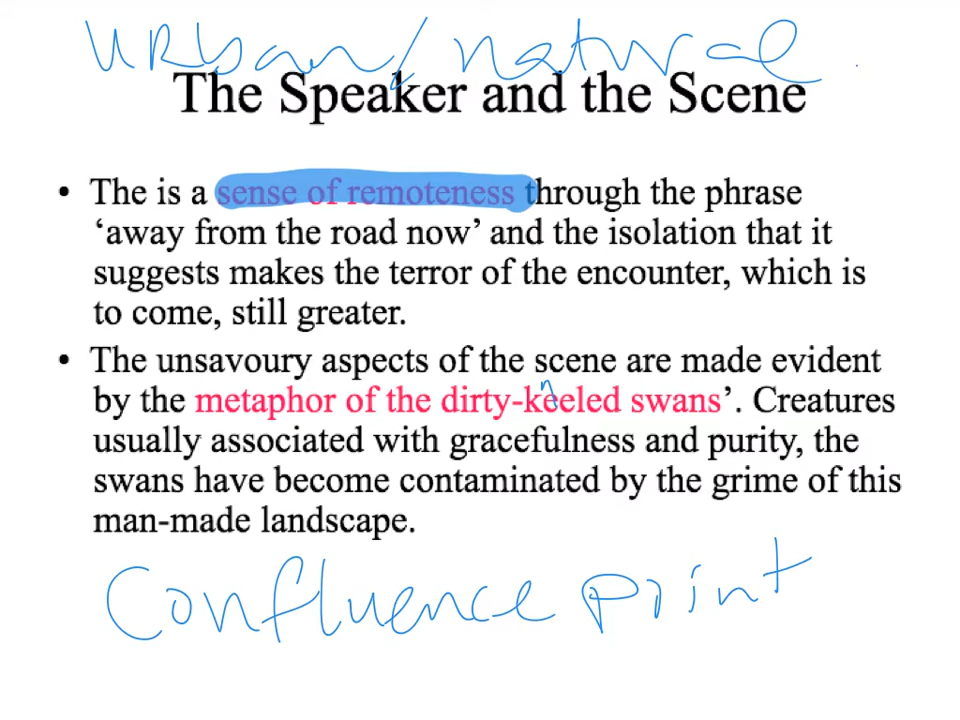 Urban/natural
The Speaker and the Scene
• The is a sense of remoteness through the phrase
‘away from the road now’ and the isolation that it
suggests makes the terror of the encounter, which is
to come, still greater.
• The unsavoury aspects of the scene are made evident
n
by the metaphor of the dirty-keeled swans’. Creatures
usually associated with gracefulness and purity, the
swans have become contaminated by the grime of this
man-made landscape.
Confluence point